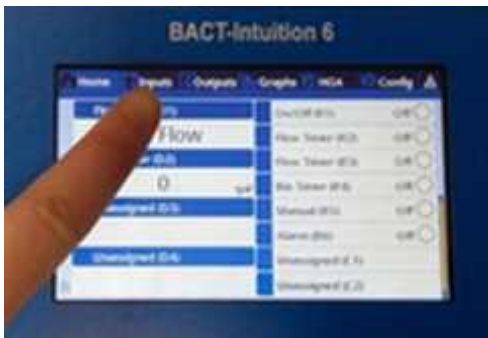 BACT-Intuition 6
Home Inputs Outputs Graphs HOA Config
Flow
(D2)
0
Unassigned (D3)
Unassigned (D4)
On/Off (R1) Off
Flow Timer (R2) Off
Flow Timer (R3) Off
Bio Timer (R4) Off
Manual (R5) Off
Alarm (R6) Off
Unassigned (C1)
Unassigned (C2)